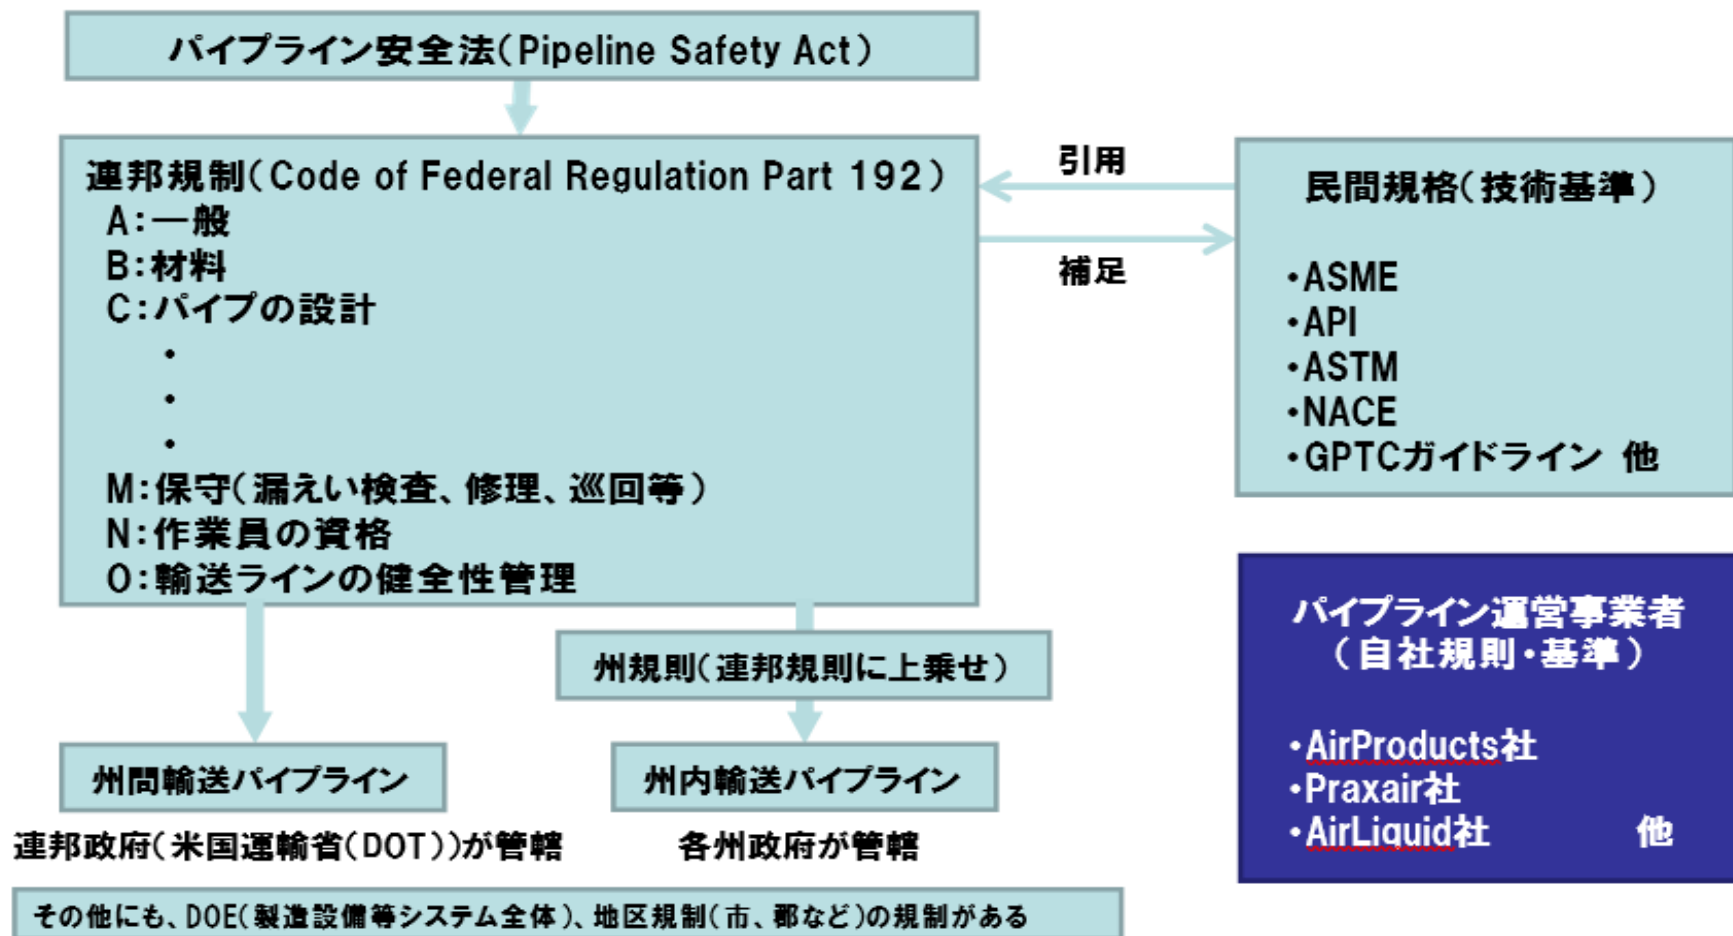 パイプライン安全法(Pipeline Safety Act)
連邦規制(Code of Federal Regulation Part 192)
A:一般
B:材料
C:パイプの設計
・
・
・
M:保守(漏えい検査、修理、巡回等)
N:作業員の資格
O:輸送ラインの健全性管理
引用
補足
民間規格(技術基準)
・ASME
・API
・ASTM
・NACE
・GPTCガイドライン 他
州規則(連邦規則に上乗せ)
州間輸送パイプライン
連邦政府(米国運輸省(DOT))が管轄
州内輸送パイプライン
各州政府が管轄
パイプライン運営事業者
(自社規則・基準)
・AirProducts社
・Praxair社
・AirLiquid社 他
その他にも、DOE(製造設備等システム全体)、地区規制(市、郡など)の規制がある